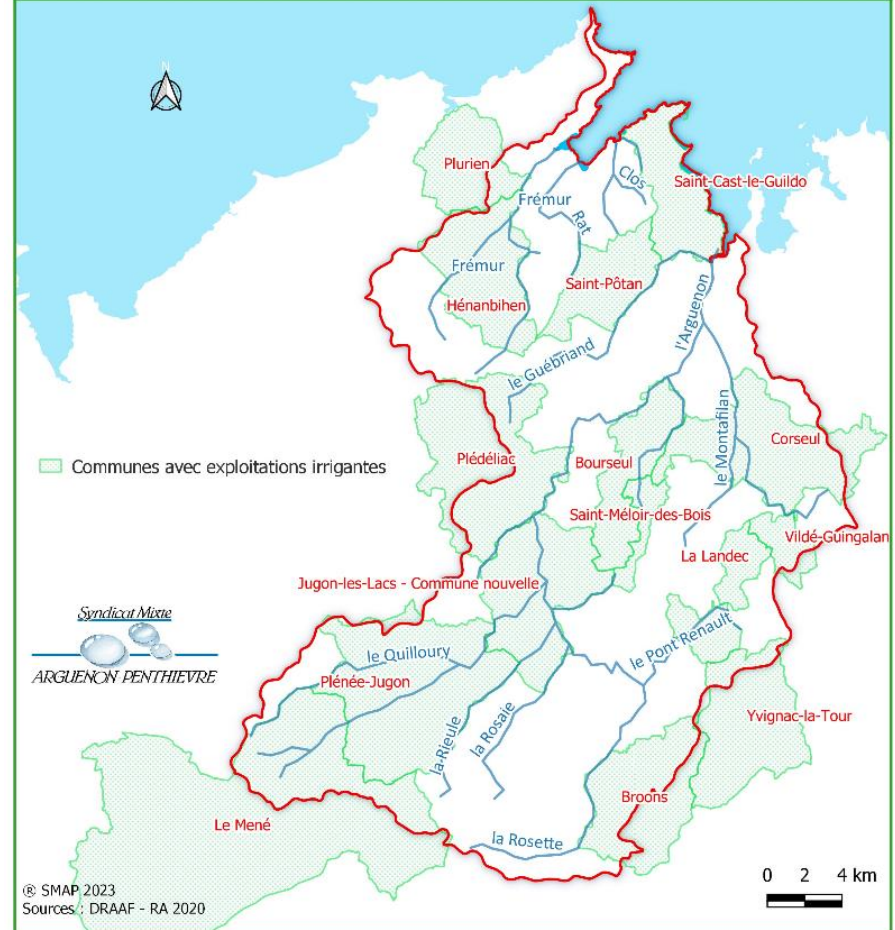 Plurien
Clos
Saint-Cast-le-Guildo
Frémur
Rat
Frémur
Saint-Pôtan
Hénanbihen
l'Arguenon
le Guébriand
le Montafilan
Corseul
Plédéliac
Bourseul
Communes avec exploitations irrigantes
Saint-Méloir-des-Bois
Vildé-Guingalan
La Landec
Jugon-les-Lacs - Commune nouvelle
Syndicat Mixte
ARGUENON PENTHIEVRE
le Quilloury
le Pont Renault
Plénée-Jugon
la Rieule
la Rosaie
Yvignac-la-Tour
Broöns
Le Mené
la Rosette
0 2 4 km
® SMAP 2023
Sources : DRAAF - RA 2020